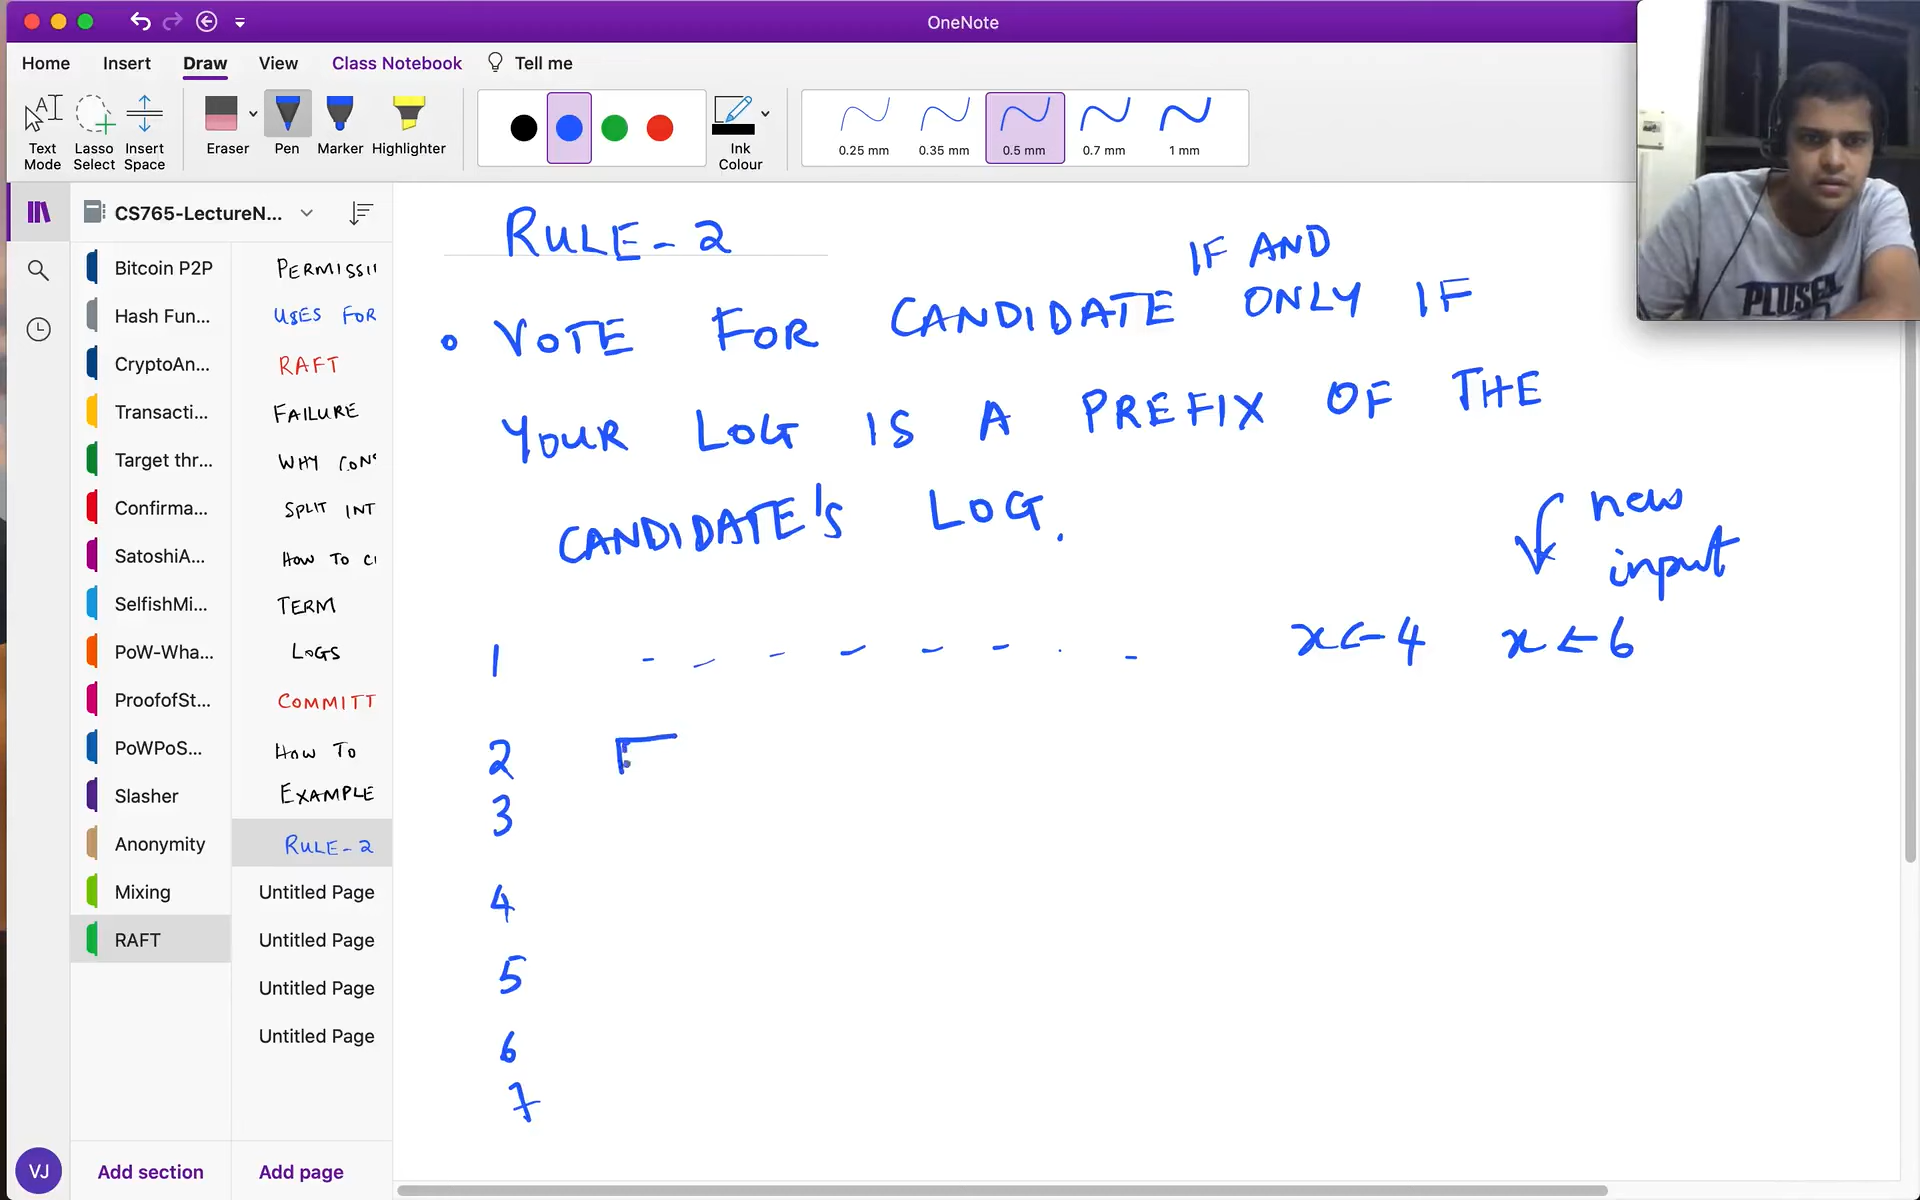 OneNote
Home Insert Draw View Class Notebook Tell me
Text Mode
Lasso Select
Insert Space
Eraser
Pen
Marker
Highlighter
Ink Colour
0.25 mm
0.35 mm
0.5 mm
0.7 mm
1 mm
CS765-LectureN...
Bitcoin P2P
Hash Fun...
CryptoAn...
Transacti...
Target thr...
Confirma...
SatoshiA...
SelfishMi...
PoW-Wha...
ProofofSt...
PoWPoS...
Slasher
Anonymity
Mixing
RAFT
Add section
VJ
PERMISSI
USES FOR
RAFT
FAILURE
WHY CONS
SPLIT INT
HOW TO C
TERM
LOGS
COMMITT
HOW TO
EXAMPLE
RULE-2
Untitled Page
Untitled Page
Untitled Page
Untitled Page
Add page
RULE-2
IF AND
• VOTE FOR CANDIDATE ONLY IF
YOUR LOG IS A PREFIX OF THE
CANDIDATE'S LOG.
new
input
1 - - - - - - . - x<-4 x<-6
2
3
4
5
6
7